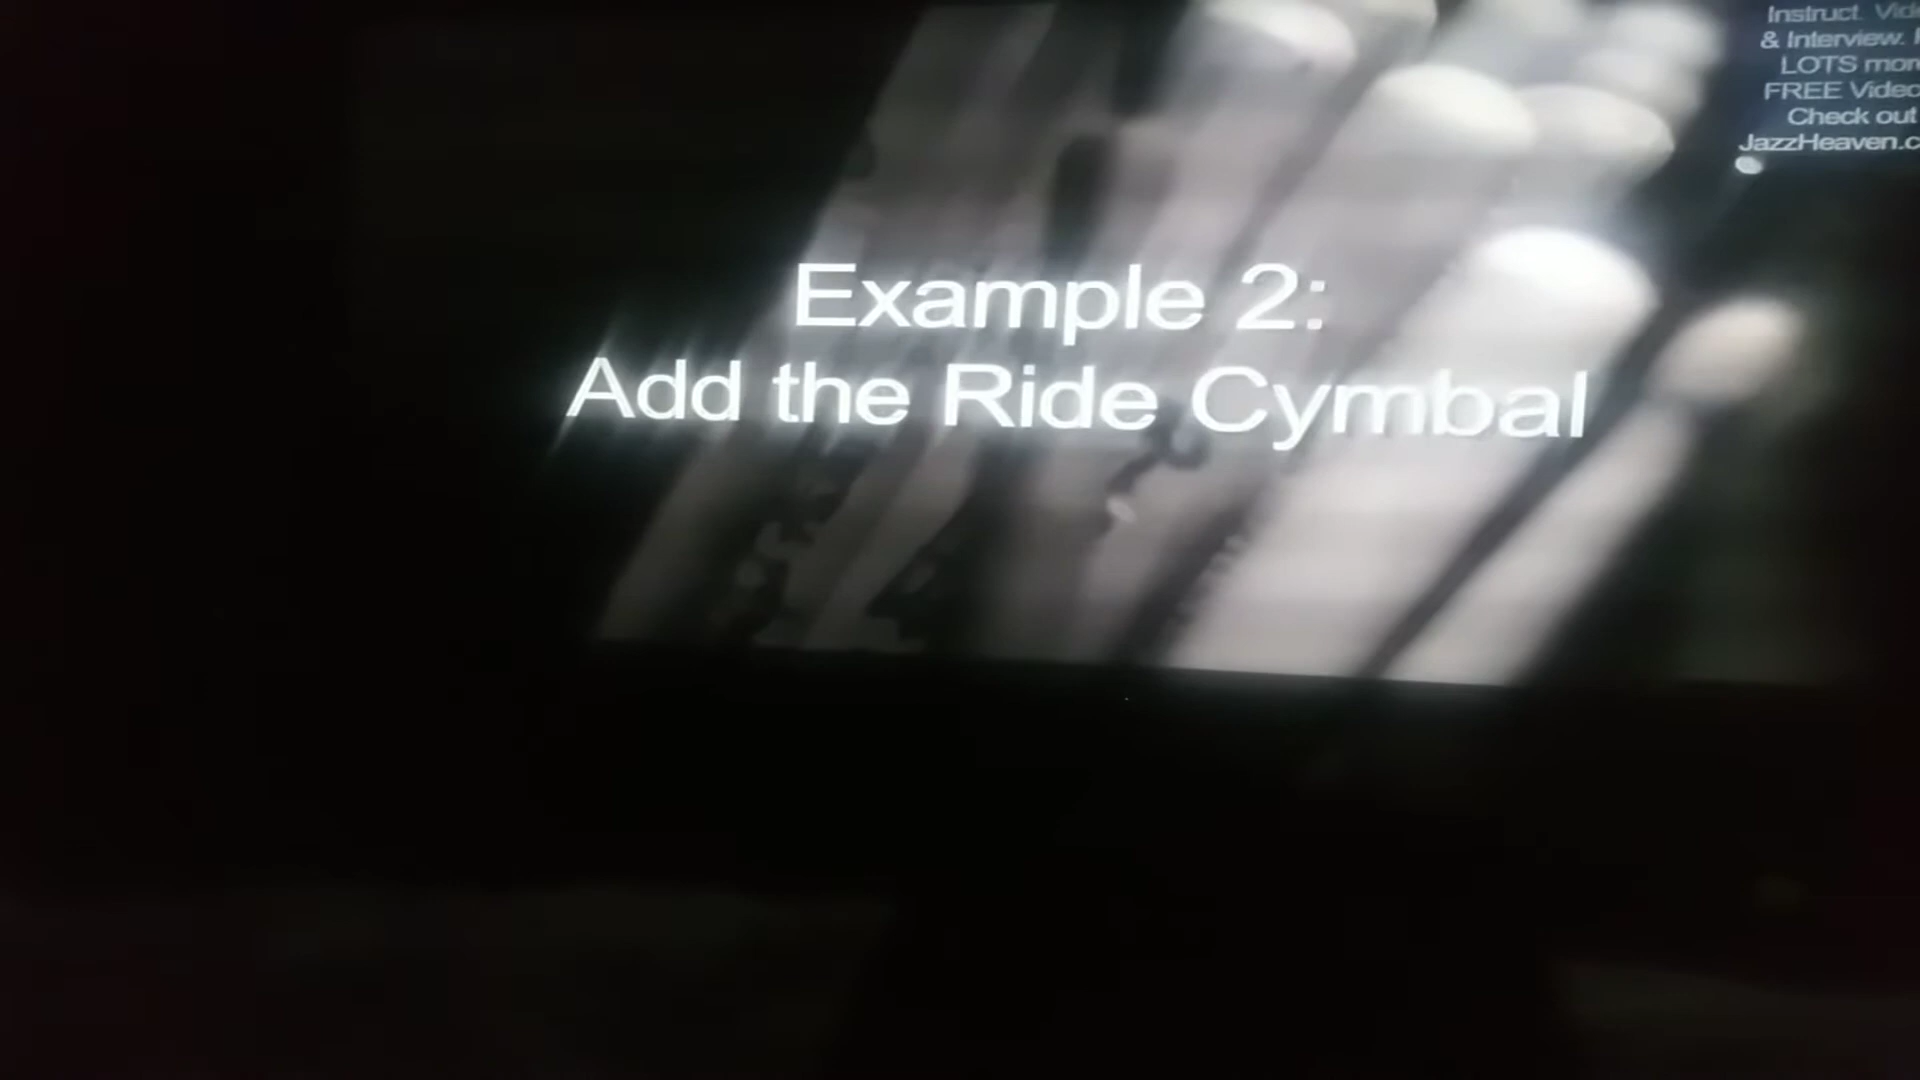 Example 2:
Add the Ride Cymbal
Instruct.
& Interview.
LOTS
FREE
Check out